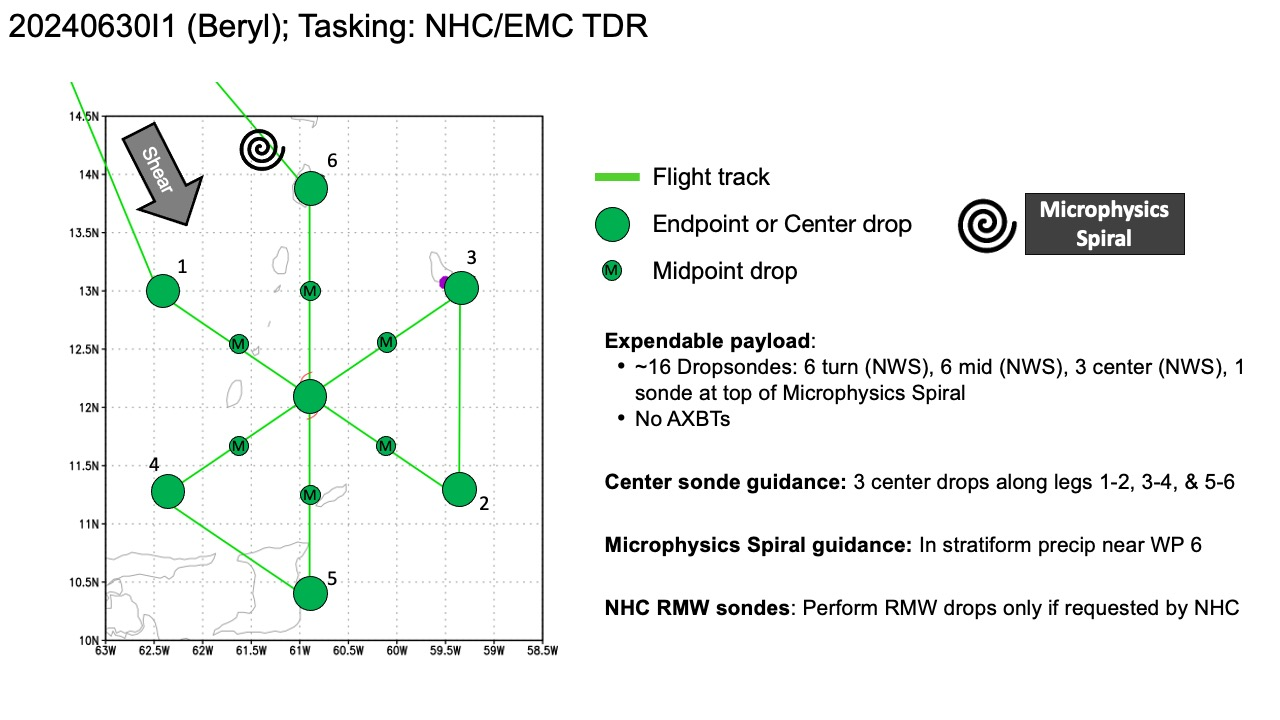 20240630I1 (Beryl); Tasking: NHC/EMC TDR
14.5N
14N
13.5N
13N
12.5N
12N
11.5N
11N
10.5N
10N
63W 62.5W 62W 61.5W 61W 60.5W 60W 59.5W 59W 58.5W
Shear
6
1
3
M
M
M
M
M
M
4
2
5
Flight track
Endpoint or Center drop
M Midpoint drop
Microphysics
Spiral
Expendable payload:
• ~16 Dropsondes: 6 turn (NWS), 6 mid (NWS), 3 center (NWS), 1
sonde at top of Microphysics Spiral
• No AXBTs
Center sonde guidance: 3 center drops along legs 1-2, 3-4, & 5-6
Microphysics Spiral guidance: In stratiform precip near WP 6
NHC RMW sondes: Perform RMW drops only if requested by NHC